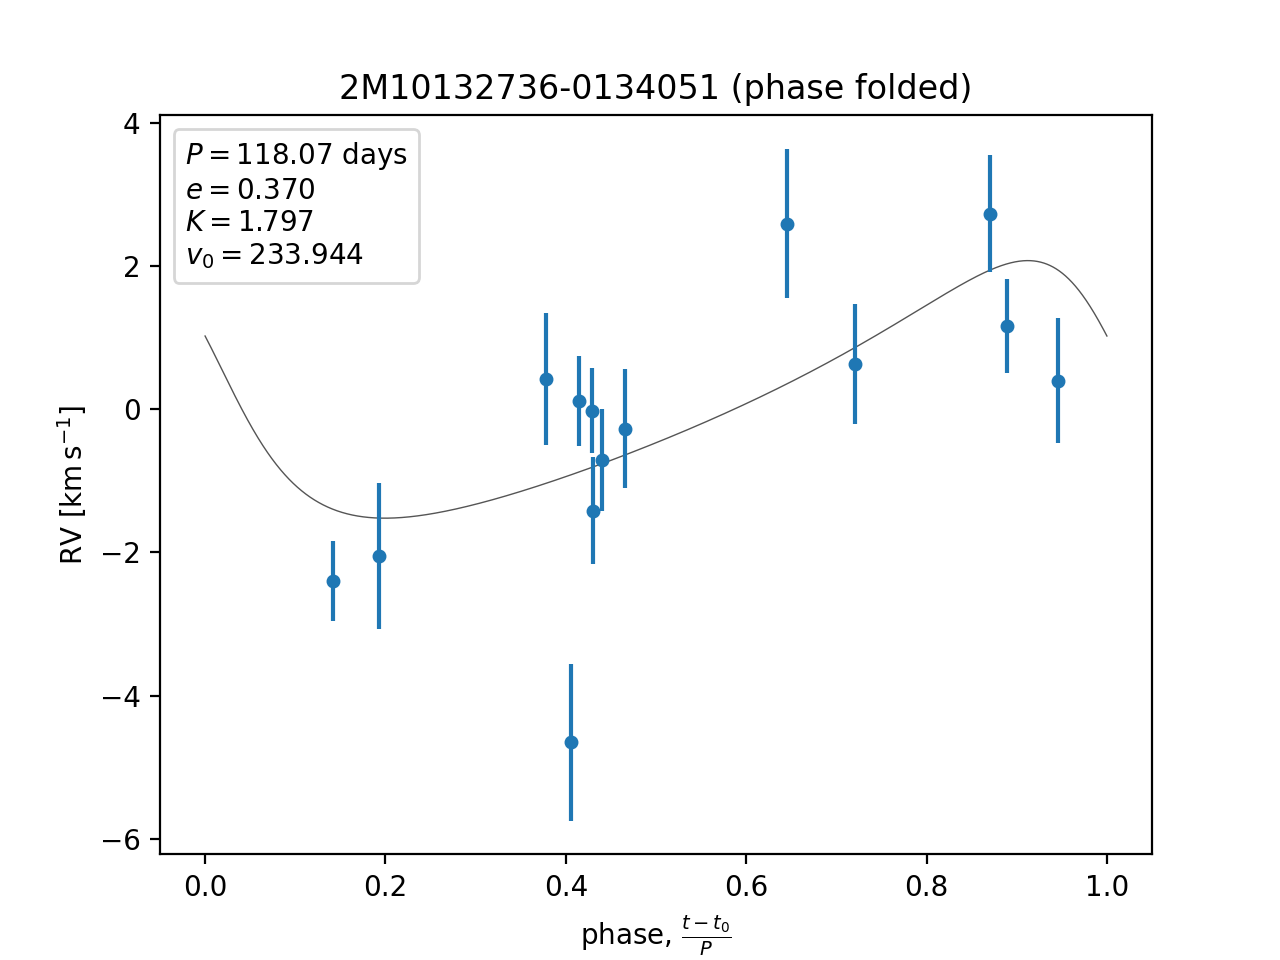 2M10132736-0134051 (phase folded)
P = 118.07 days
e = 0.370
K = 1.797
v₀ = 233.944
4
2
0
−2
−4
−6
RV [km s⁻¹]
0.0 0.2 0.4 0.6 0.8 1.0
phase, (t − t₀)/P